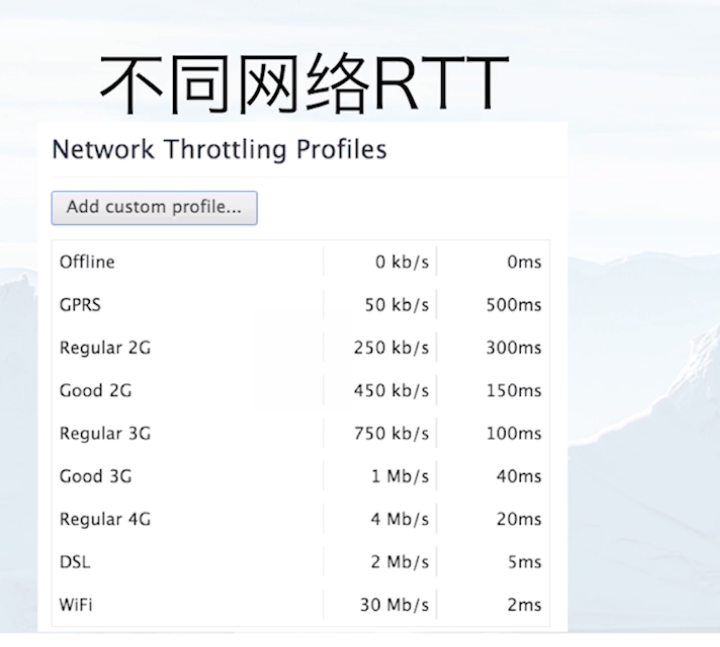 不同网络RTT
Network Throttling Profiles
Add custom profile...
Offline 0 kb/s 0ms
GPRS 50 kb/s 500ms
Regular 2G 250 kb/s 300ms
Good 2G 450 kb/s 150ms
Regular 3G 750 kb/s 100ms
Good 3G 1 Mb/s 40ms
Regular 4G 4 Mb/s 20ms
DSL 2 Mb/s 5ms
WiFi 30 Mb/s 2ms